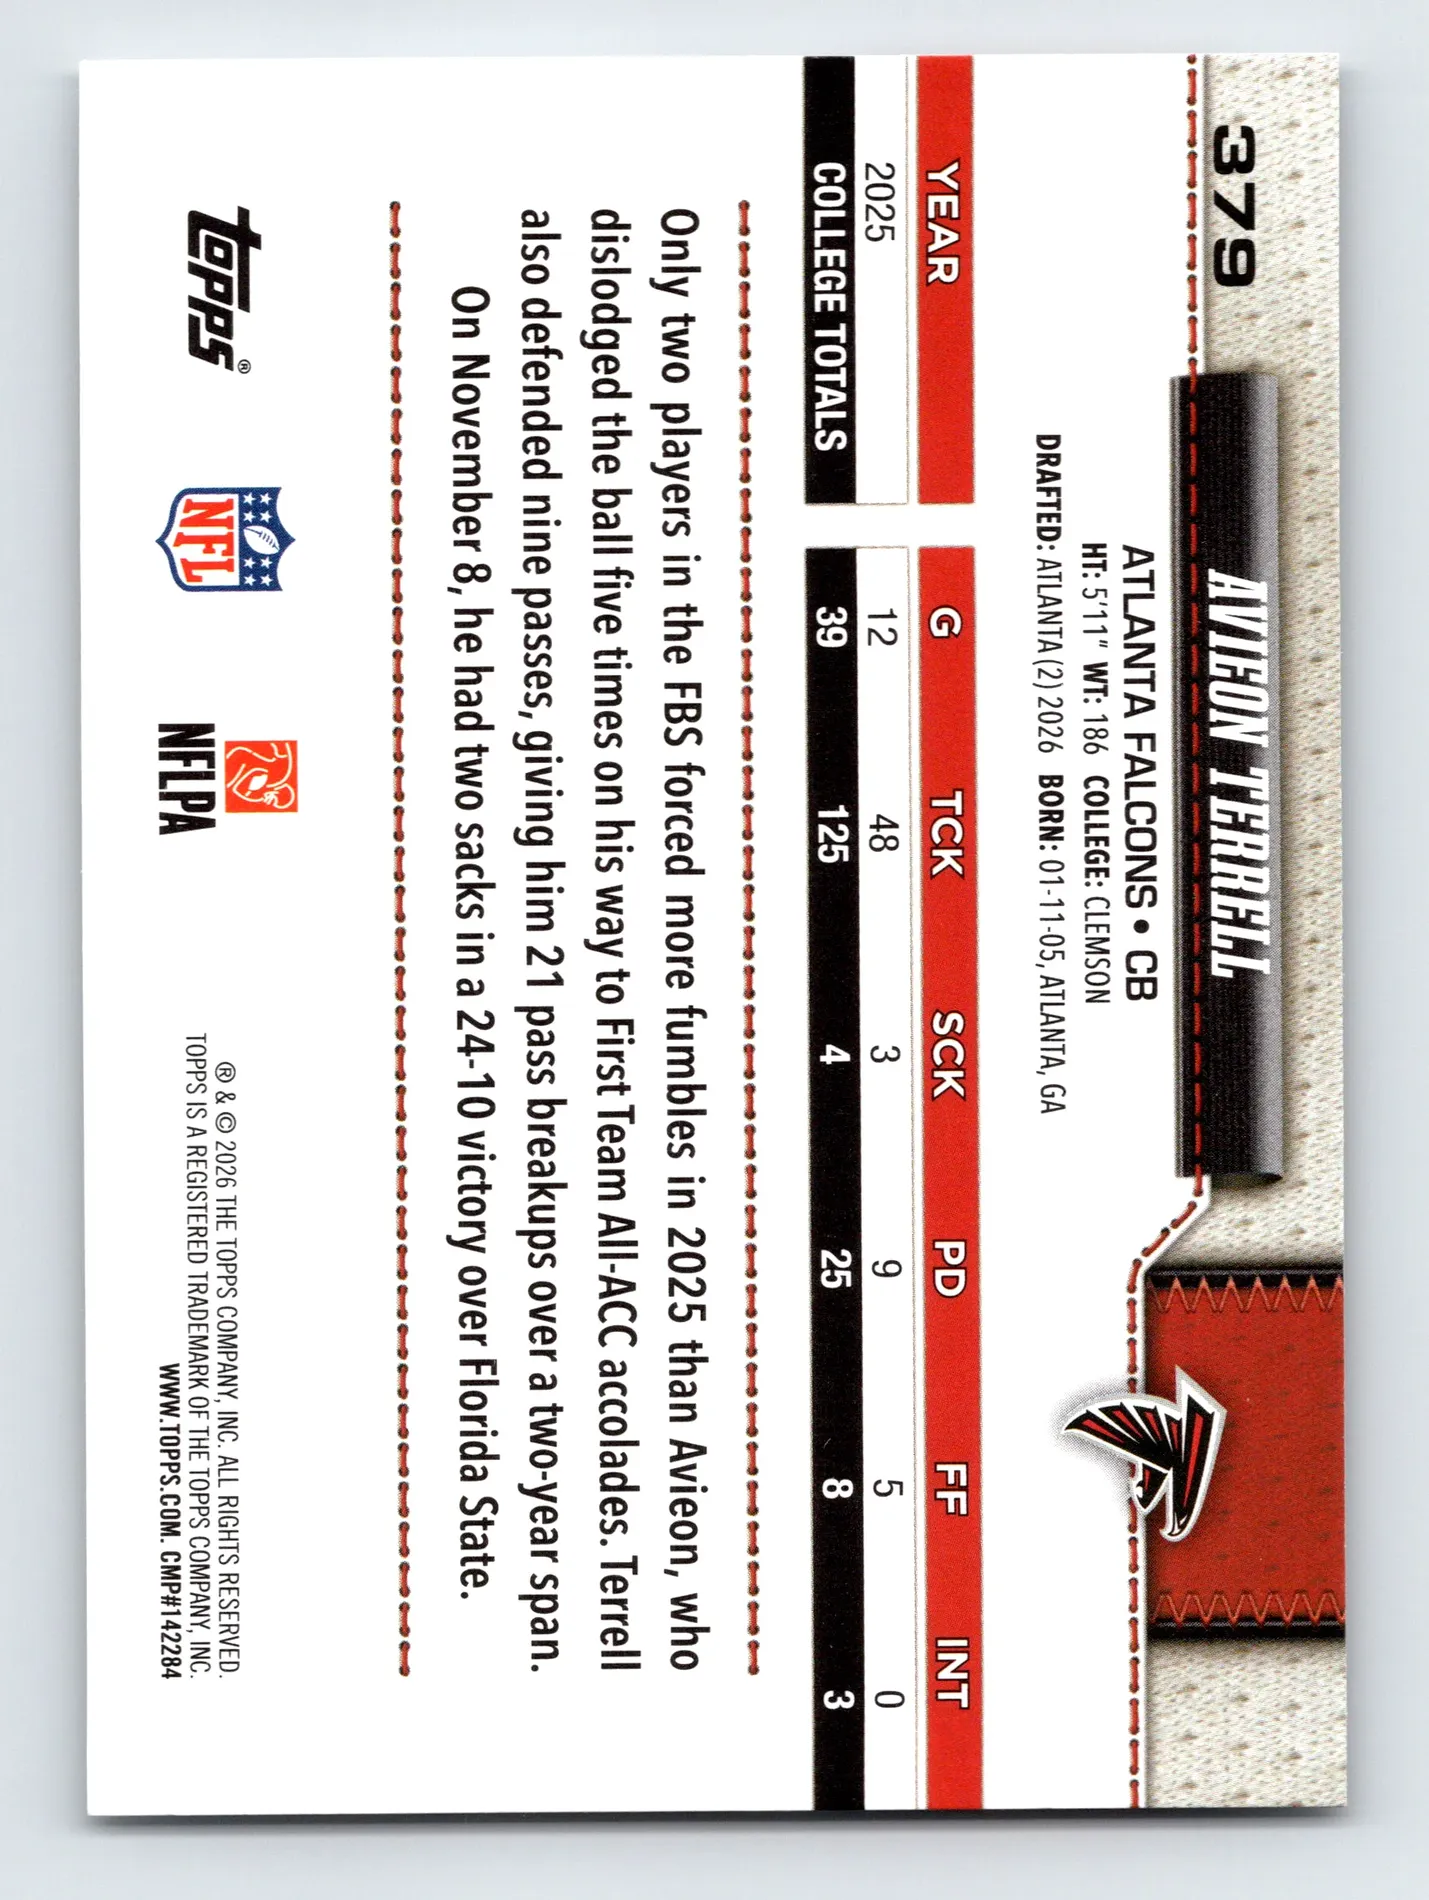 379
AVIEON TERRELL
ATLANTA FALCONS • CB
HT: 5'11" WT: 186 COLLEGE: CLEMSON
DRAFTED: ATLANTA (2) 2026 BORN: 01-11-05, ATLANTA, GA
YEAR G TCK SCK PD FF INT
2025 12 48 3 9 5 0
COLLEGE TOTALS 39 125 4 25 8 3
Only two players in the FBS forced more fumbles in 2025 than Avieon, who
dislodged the ball five times on his way to First Team All-ACC accolades. Terrell
also defended nine passes, giving him 21 pass breakups over a two-year span.
On November 8, he had two sacks in a 24-10 victory over Florida State.
topps®
NFL
NFLPA
® & © 2026 THE TOPPS COMPANY, INC. ALL RIGHTS RESERVED.
TOPPS IS A REGISTERED TRADEMARK OF THE TOPPS COMPANY, INC.
WWW.TOPPS.COM. CMP#142284